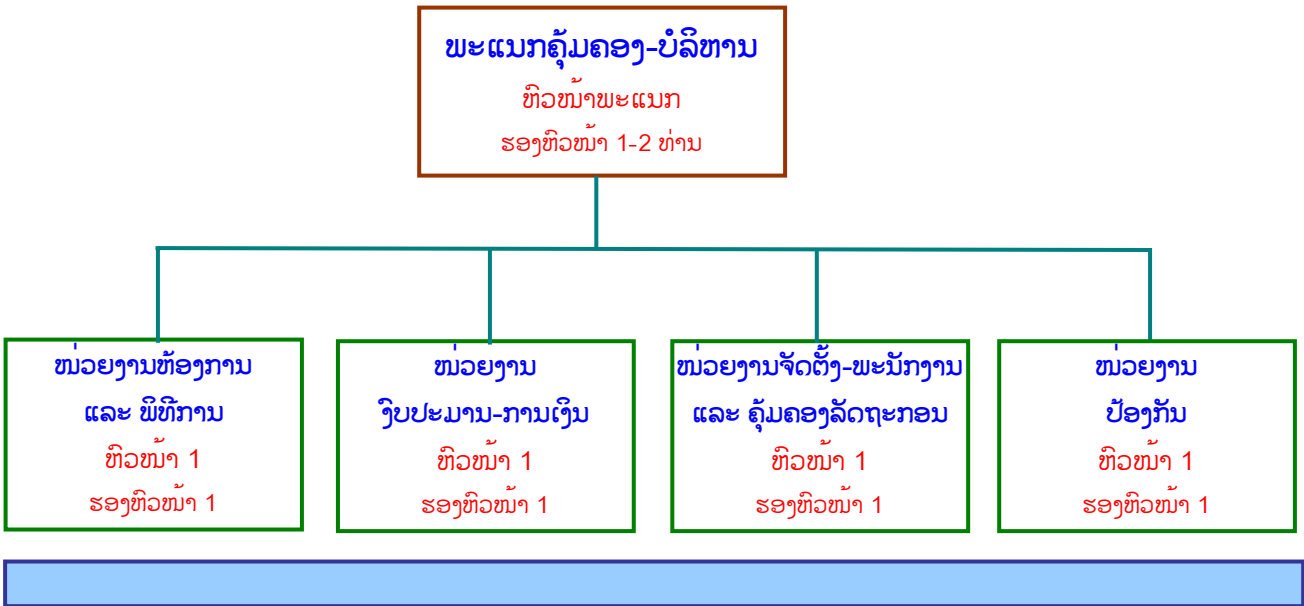 ພະແນກຄຸ້ມຄອງ-ບໍລິຫານ
ຫົວໜ້າພະແນກ
ຮອງຫົວໜ້າ 1-2 ທ່ານ
ໜ່ວຍງານຫ້ອງການ
ແລະ ພິທີການ
ຫົວໜ້າ 1
ຮອງຫົວໜ້າ 1
ໜ່ວຍງານ
ງົບປະມານ-ການເງິນ
ຫົວໜ້າ 1
ຮອງຫົວໜ້າ 1
ໜ່ວຍງານຈັດຕັ້ງ-ພະນັກງານ
ແລະ ຄຸ້ມຄອງລັດຖະກອນ
ຫົວໜ້າ 1
ຮອງຫົວໜ້າ 1
ໜ່ວຍງານ
ປ້ອງກັນ
ຫົວໜ້າ 1
ຮອງຫົວໜ້າ 1